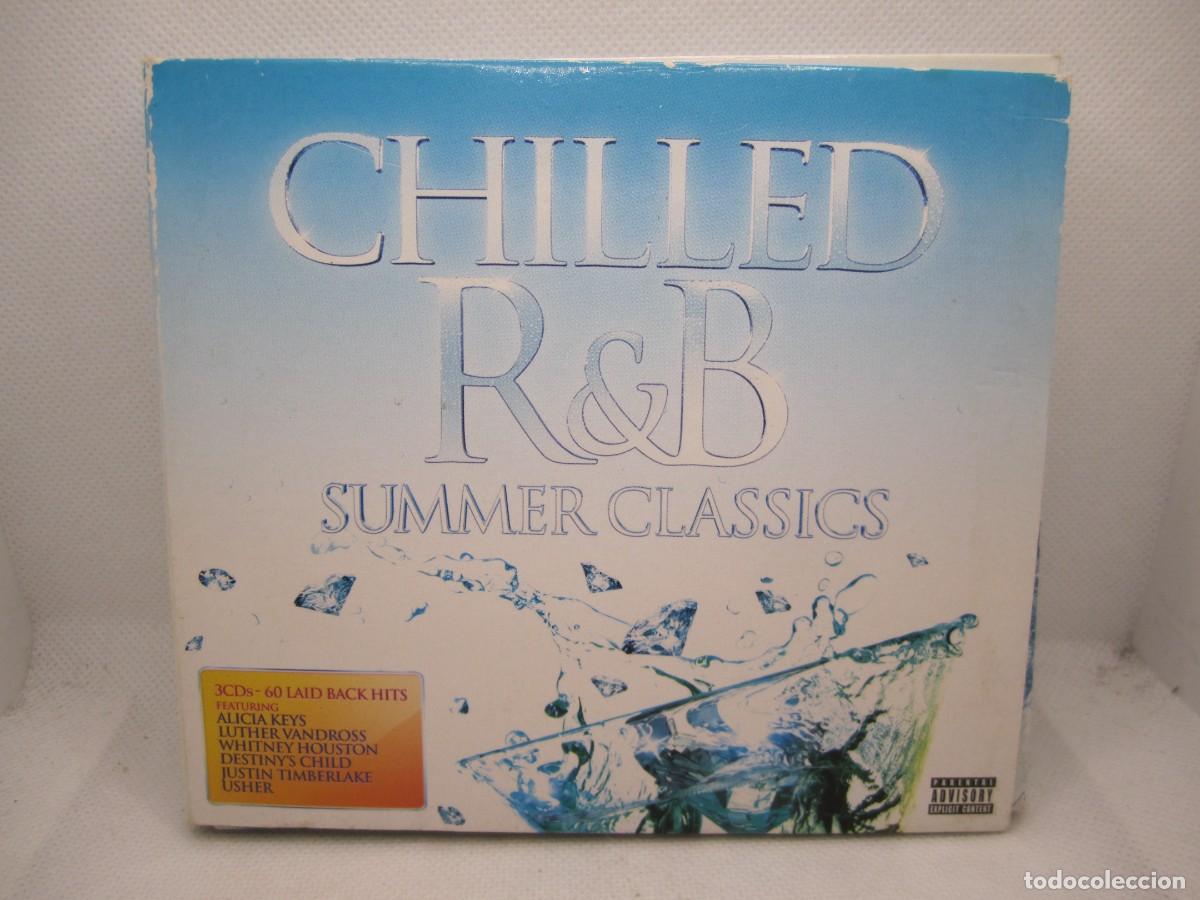 CHILLED
R&B
SUMMER CLASSICS
3CDs - 60 LAID BACK HITS
FEATURING
ALICIA KEYS
LUTHER VANDROSS
WHITNEY HOUSTON
DESTINY'S CHILD
JUSTIN TIMBERLAKE
USHER
PARENTAL
ADVISORY
EXPLICIT CONTENT
todocoleccion